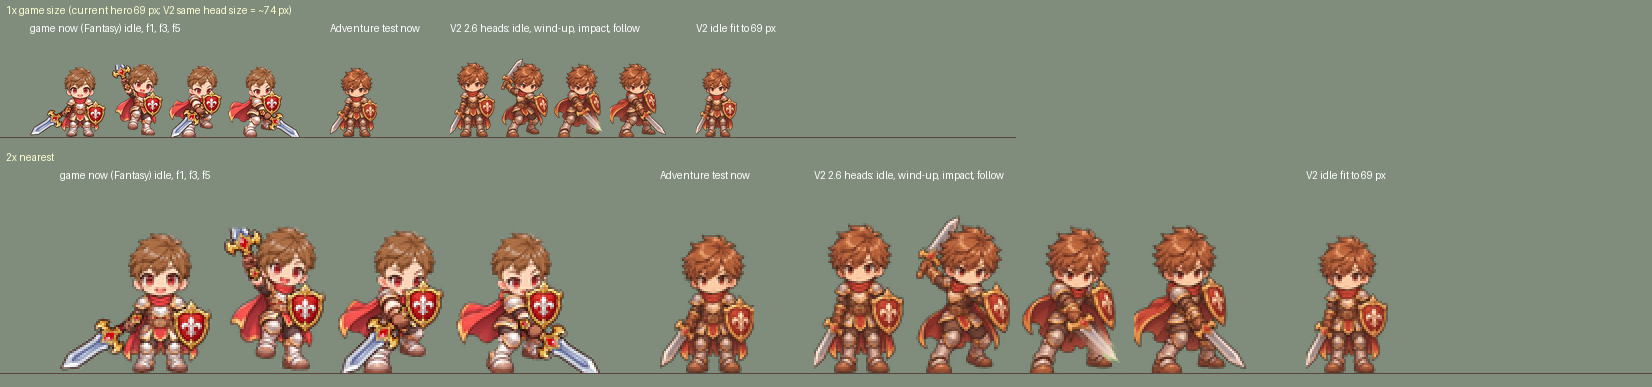 1x game size (current hero 69 px; V2 same head size = ~74 px)
game now (Fantasy) idle, f1, f3, f5
Adventure test now
V2 2.6 heads: idle, wind-up, impact, follow
V2 idle fit to 69 px
2x nearest
game now (Fantasy) idle, f1, f3, f5
Adventure test now
V2 2.6 heads: idle, wind-up, impact, follow
V2 idle fit to 69 px